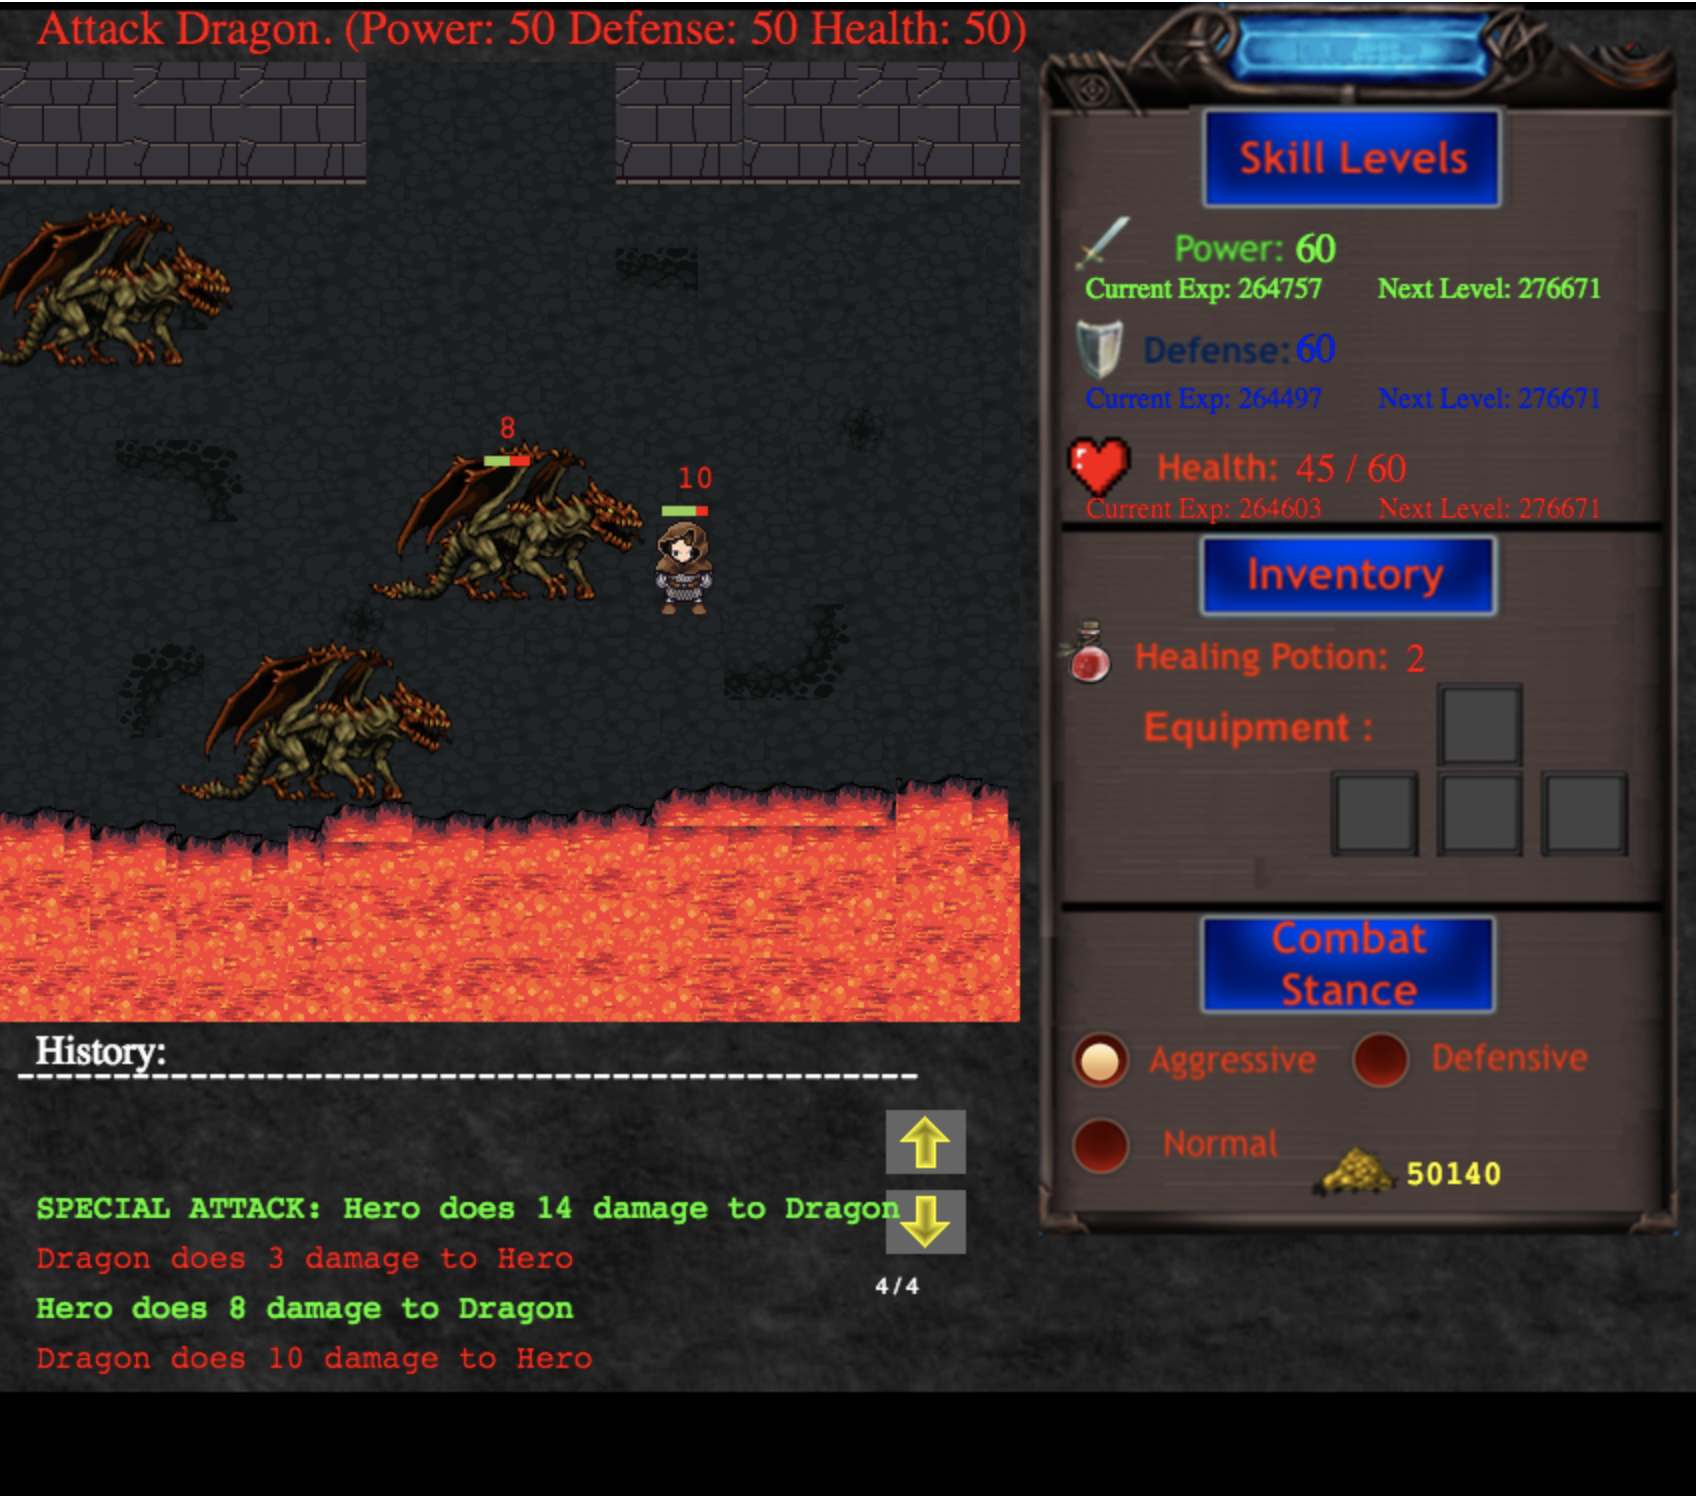 Attack Dragon. (Power: 50 Defense: 50 Health: 50)
8
10
History:
SPECIAL ATTACK: Hero does 14 damage to Dragon
Dragon does 3 damage to Hero
Hero does 8 damage to Dragon
Dragon does 10 damage to Hero
4/4
Skill Levels
Power: 60
Current Exp: 264757 Next Level: 276671
Defense: 60
Current Exp: 264497 Next Level: 276671
Health: 45 / 60
Current Exp: 264603 Next Level: 276671
Inventory
Healing Potion: 2
Equipment :
Combat
Stance
Aggressive Defensive
Normal
50140